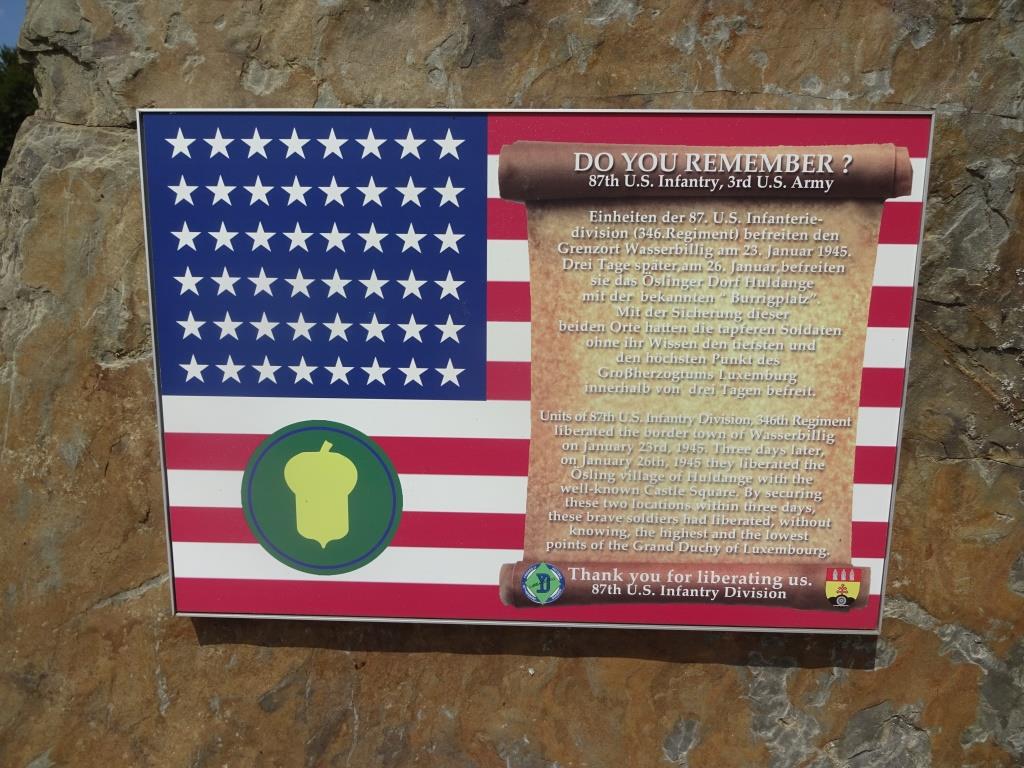 DO YOU REMEMBER ?
87th U.S. Infantry, 3rd U.S. Army
Einheiten der 87. U.S. Infanterie-
division (346.Regiment) befreiten den
Grenzort Wasserbillig am 23. Januar 1945.
Drei Tage später,am 26. Januar,befreiten
sie das Öslinger Dorf Huldange
mit der bekannten " Burrigplatz".
Mit der Sicherung dieser
beiden Orte hatten die tapferen Soldaten
ohne ihr Wissen den tiefsten und
den höchsten Punkt des
Großherzogtums Luxemburg
innerhalb von drei Tagen befreit.
Units of 87th U.S. Infantry Division, 346th Regiment
liberated the border town of Wasserbillig
on January 23rd, 1945. Three days later,
on January 26th, 1945 they liberated the
Ösling village of Huldange with the
well-known Castle Square. By securing
these two locations within three days,
these brave soldiers had liberated, without
knowing, the highest and the lowest
points of the Grand Duchy of Luxembourg.
Thank you for liberating us.
87th U.S. Infantry Division